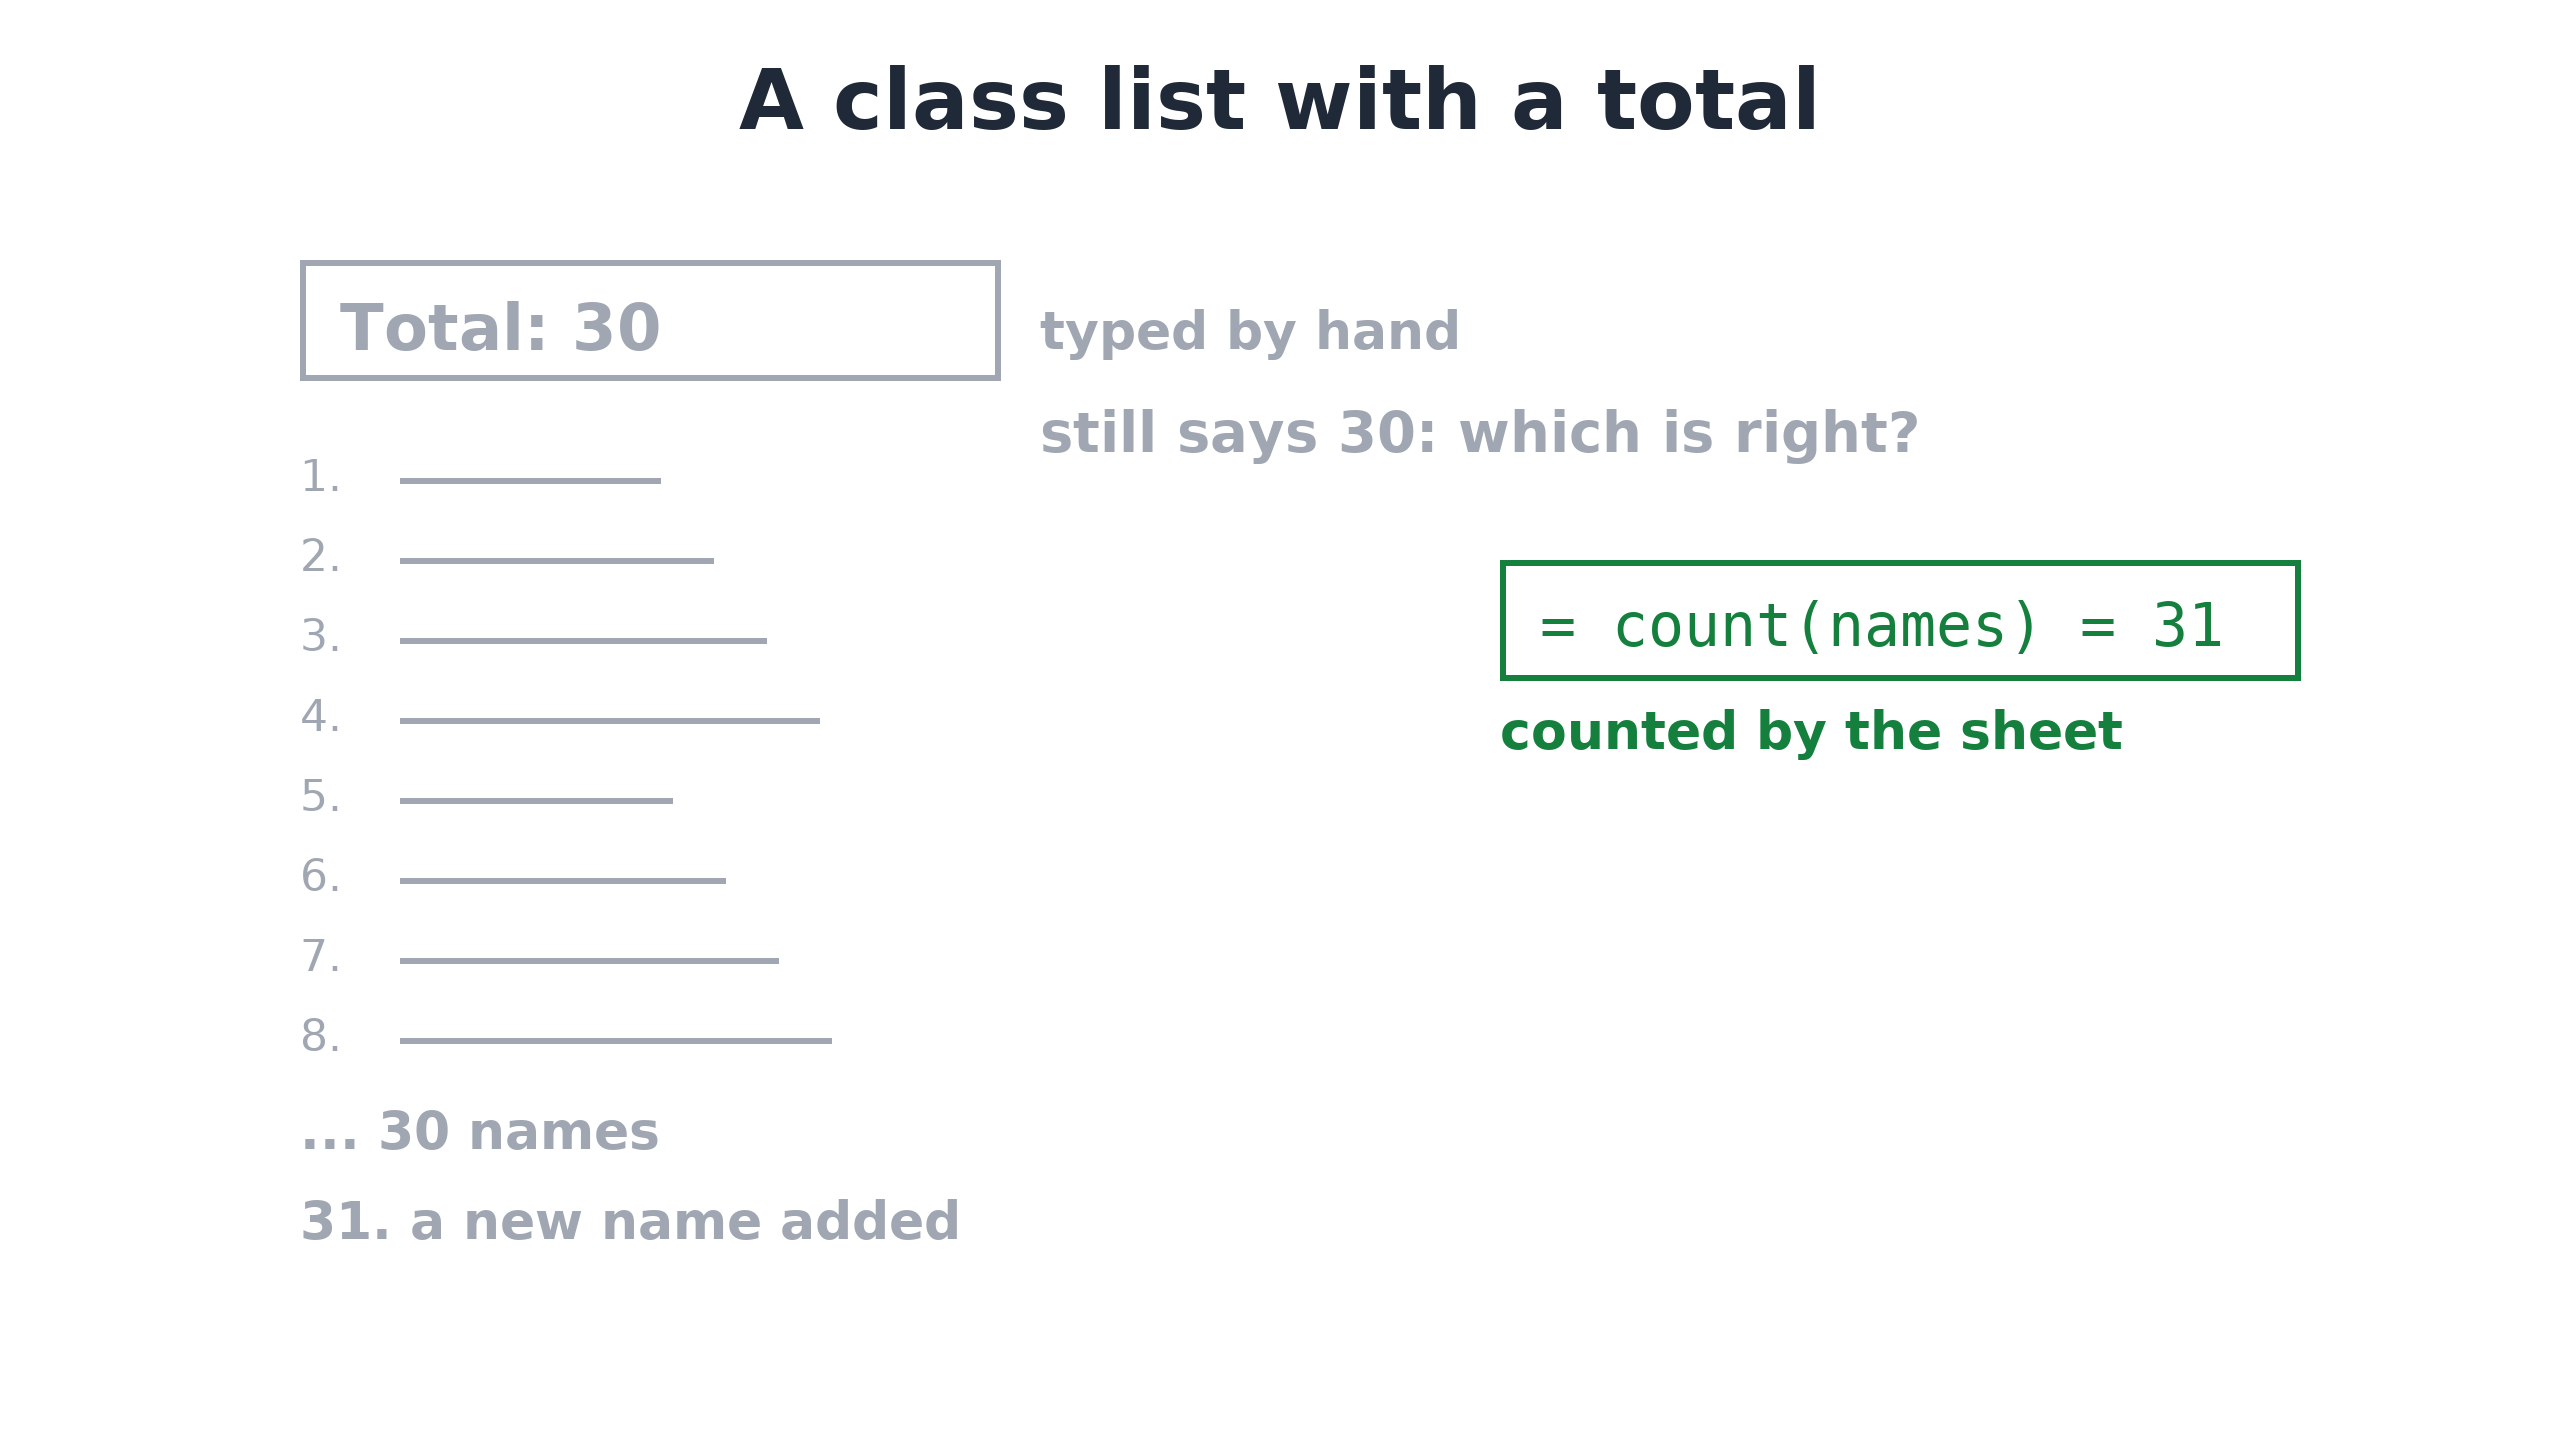 A class list with a total
Total: 30
typed by hand
still says 30: which is right?
1.
2.
3.
4.
5.
6.
7.
8.
... 30 names
31. a new name added
= count(names) = 31
counted by the sheet